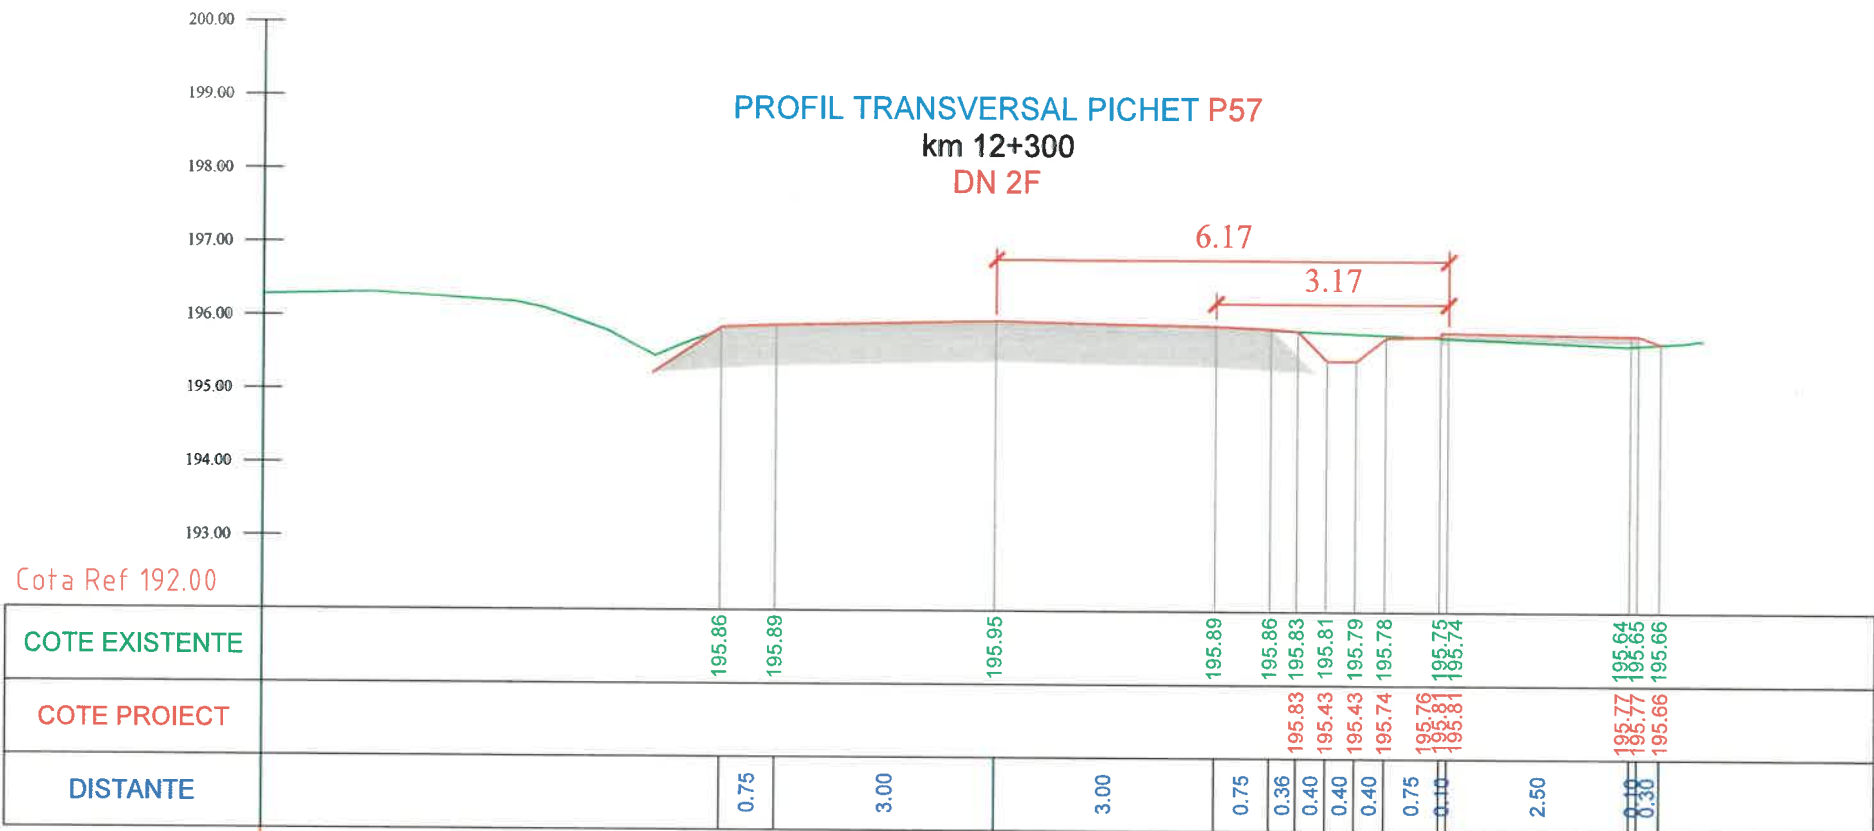 200.00
199.00
198.00
197.00
196.00
195.00
194.00
193.00
PROFIL TRANSVERSAL PICHET P57
km 12+300
DN 2F
6.17
3.17
Cota Ref 192.00
COTE EXISTENTE 195.86 195.89 195.95 195.89 195.86 195.83 195.81 195.79 195.78 195.75 195.74 195.64 195.65 195.66
COTE PROIECT 195.83 195.43 195.43 195.74 195.76 195.81 195.81 195.77 195.77 195.66
DISTANTE 0.75 3.00 3.00 0.75 0.36 0.40 0.40 0.40 0.75 0.10 2.50 0.10 0.30